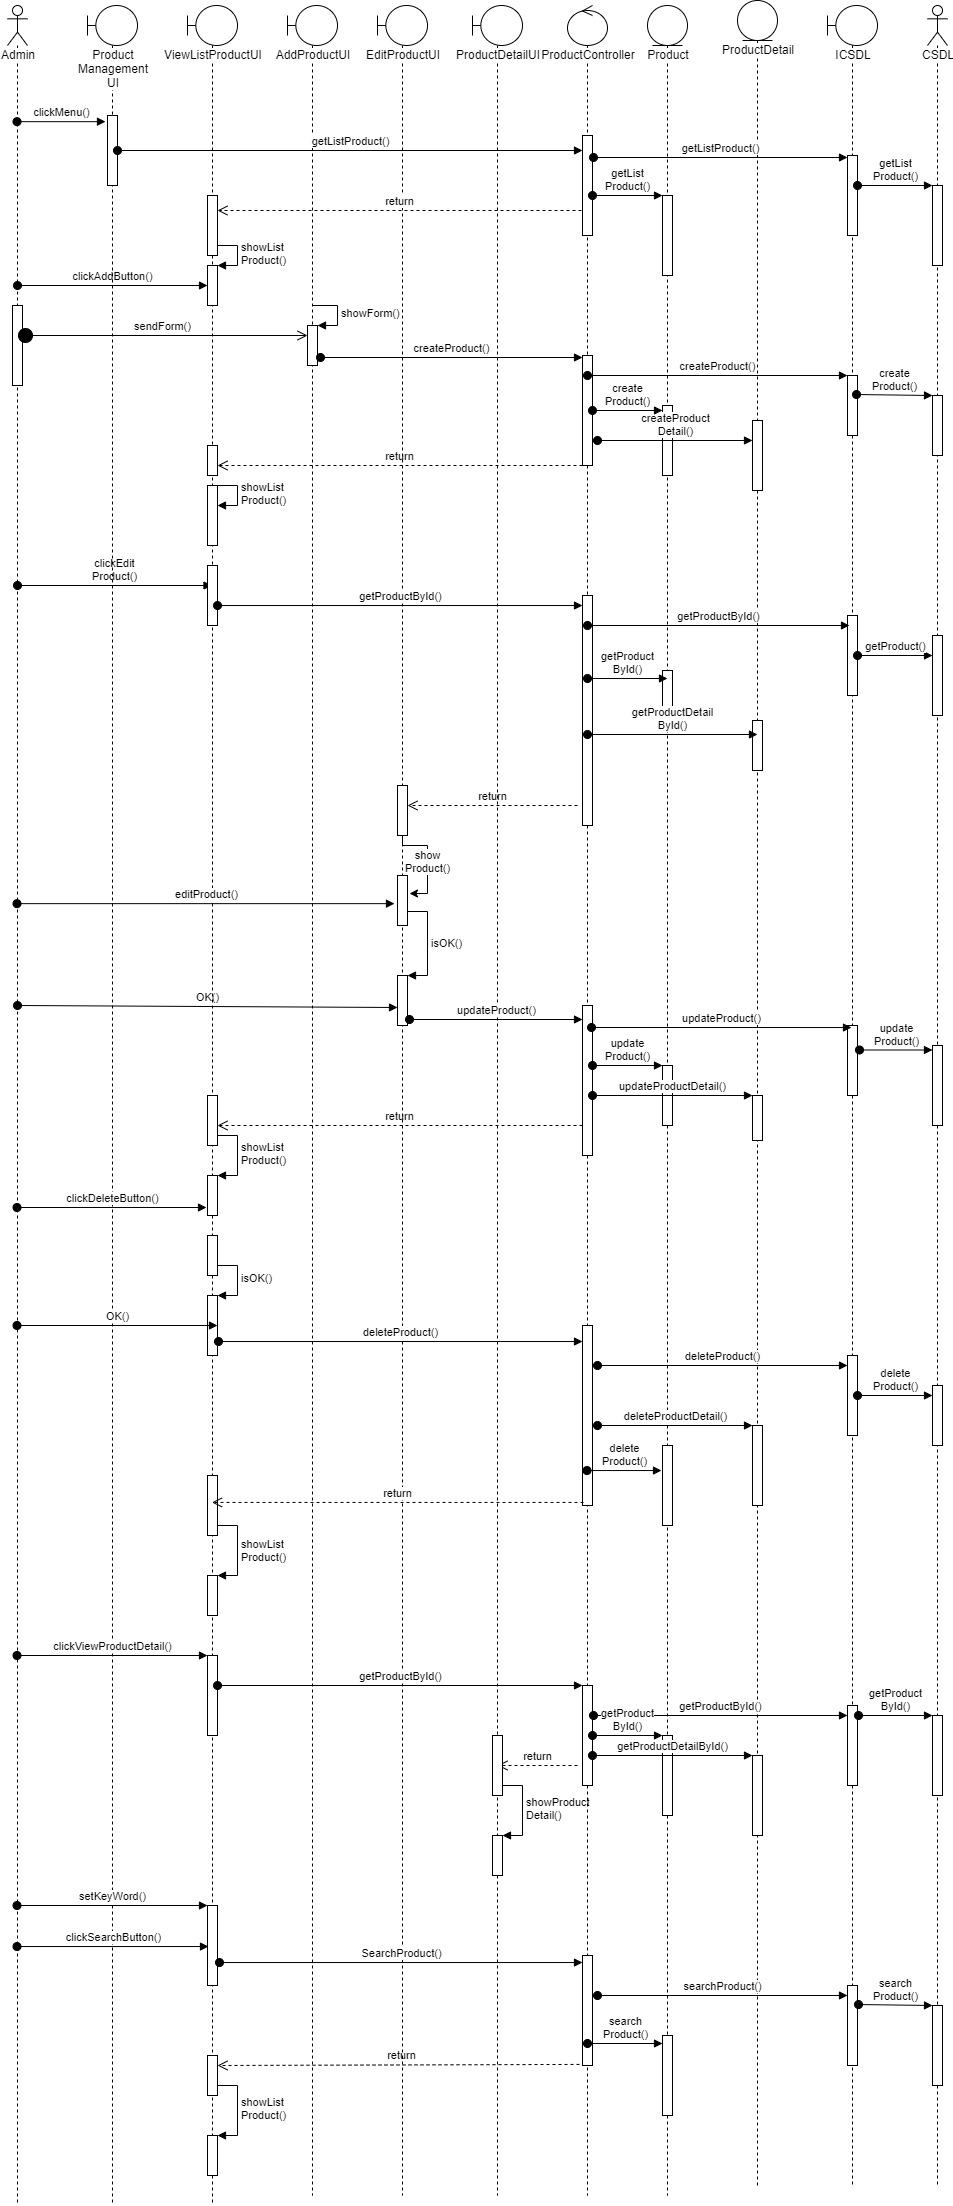 Admin
Product
Management
UI
ViewListProductUI
AddProductUI
EditProductUI
ProductDetailUI
ProductController
Product
ProductDetail
ICSDL
CSDL
clickMenu()
getListProduct()
getListProduct()
getList
Product()
getList
Product()
return
showList
Product()
clickAddButton()
showForm()
sendForm()
createProduct()
createProduct()
create
Product()
create
Product()
createProduct
Detail()
return
showList
Product()
clickEdit
Product()
getProductById()
getProductById()
getProduct()
getProduct
ById()
getProductDetail
ById()
return
show
Product()
editProduct()
isOK()
OK()
updateProduct()
updateProduct()
update
Product()
update
Product()
updateProductDetail()
return
showList
Product()
clickDeleteButton()
isOK()
OK()
deleteProduct()
deleteProduct()
delete
Product()
deleteProductDetail()
delete
Product()
return
showList
Product()
clickViewProductDetail()
getProductById()
getProductById()
getProduct
ById()
getProduct
ById()
getProductDetailById()
return
showProduct
Detail()
setKeyWord()
clickSearchButton()
SearchProduct()
searchProduct()
search
Product()
search
Product()
return
showList
Product()